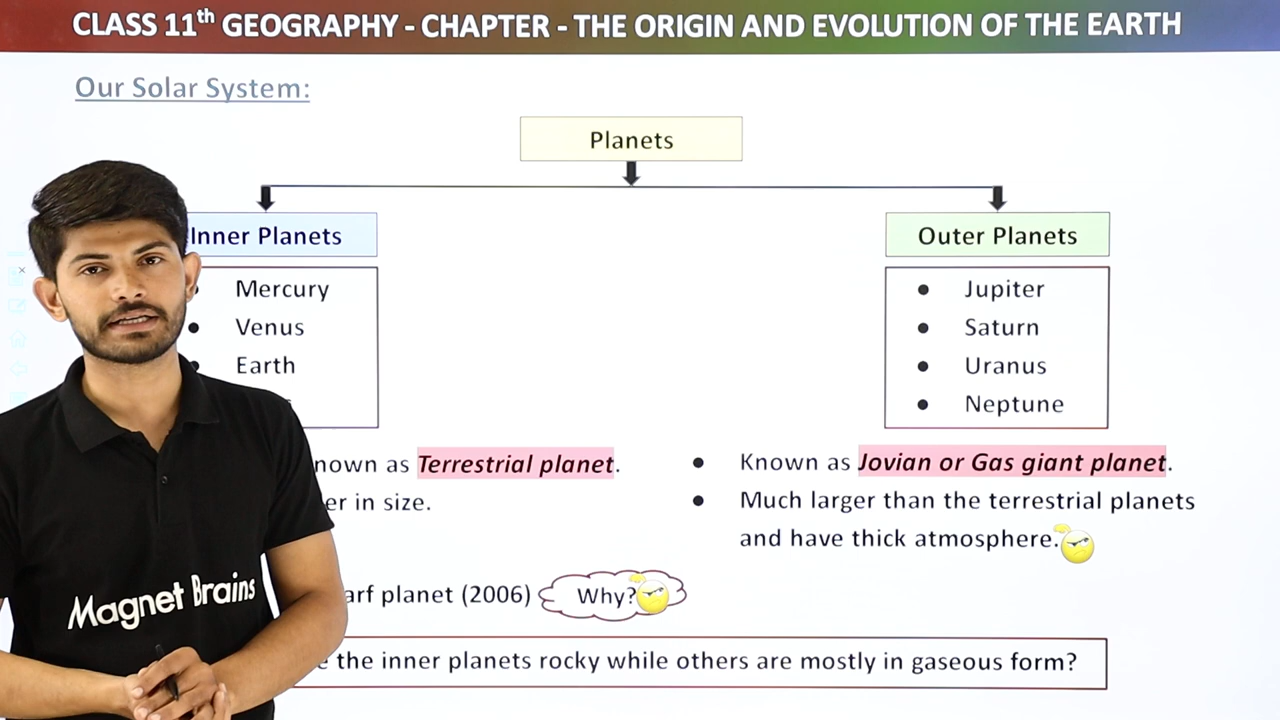 CLASS 11th GEOGRAPHY - CHAPTER - THE ORIGIN AND EVOLUTION OF THE EARTH
Our Solar System:
Planets
Inner Planets
Outer Planets
Mercury
Venus
Earth
Jupiter
Saturn
Uranus
Neptune
nown as Terrestrial planet.
er in size.
● Known as Jovian or Gas giant planet.
● Much larger than the terrestrial planets
and have thick atmosphere.
arf planet (2006)
Why?
e the inner planets rocky while others are mostly in gaseous form?
Magnet Brains